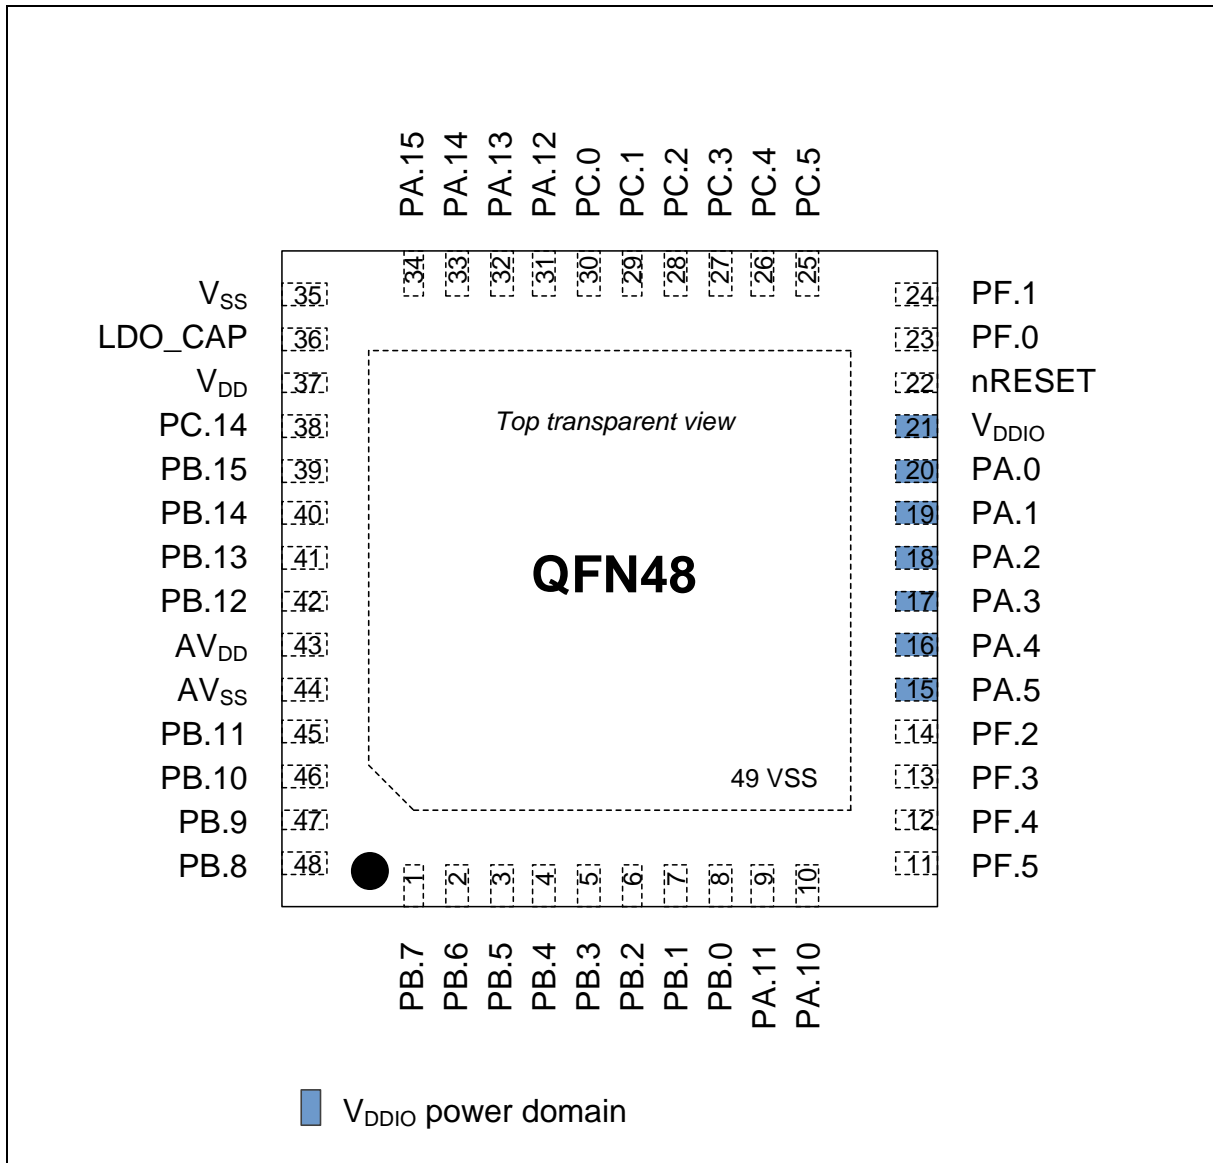 PA.15 PA.14 PA.13 PA.12 PC.0 PC.1 PC.2 PC.3 PC.4 PC.5
34 33 32 31 30 29 28 27 26 25
VSS 35 24 PF.1
LDO_CAP 36 23 PF.0
VDD 37 22 nRESET
PC.14 38 Top transparent view 21 VDDIO
PB.15 39 20 PA.0
PB.14 40 19 PA.1
PB.13 41 QFN48 18 PA.2
PB.12 42 17 PA.3
AVDD 43 16 PA.4
AVSS 44 15 PA.5
PB.11 45 14 PF.2
PB.10 46 49 VSS 13 PF.3
PB.9 47 12 PF.4
PB.8 48 11 PF.5
1 2 3 4 5 6 7 8 9 10
PB.7 PB.6 PB.5 PB.4 PB.3 PB.2 PB.1 PB.0 PA.11 PA.10
VDDIO power domain